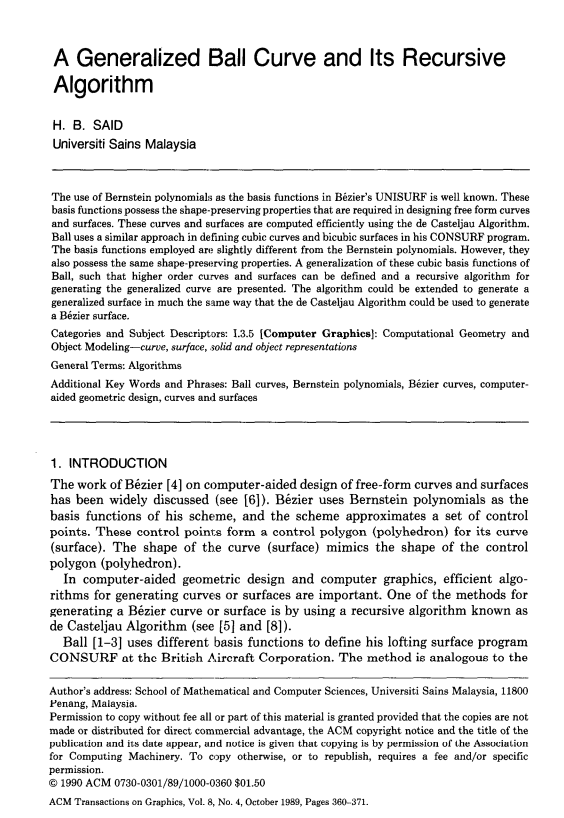 A Generalized Ball Curve and Its Recursive
Algorithm
H. B. SAID
Universiti Sains Malaysia
The use of Bernstein polynomials as the basis functions in Bézier's UNISURF is well known. These
basis functions possess the shape-preserving properties that are required in designing free form curves
and surfaces. These curves and surfaces are computed efficiently using the de Casteljau Algorithm.
Ball uses a similar approach in defining cubic curves and bicubic surfaces in his CONSURF program.
The basis functions employed are slightly different from the Bernstein polynomials. However, they
also possess the same shape-preserving properties. A generalization of these cubic basis functions of
Ball, such that higher order curves and surfaces can be defined and a recursive algorithm for
generating the generalized curve are presented. The algorithm could be extended to generate a
generalized surface in much the same way that the de Casteljau Algorithm could be used to generate
a Bézier surface.
Categories and Subject Descriptors: I.3.5 [Computer Graphics]: Computational Geometry and
Object Modeling—curve, surface, solid and object representations
General Terms: Algorithms
Additional Key Words and Phrases: Ball curves, Bernstein polynomials, Bézier curves, computer-
aided geometric design, curves and surfaces
1. INTRODUCTION
The work of Bézier [4] on computer-aided design of free-form curves and surfaces
has been widely discussed (see [6]). Bézier uses Bernstein polynomials as the
basis functions of his scheme, and the scheme approximates a set of control
points. These control points form a control polygon (polyhedron) for its curve
(surface). The shape of the curve (surface) mimics the shape of the control
polygon (polyhedron).
In computer-aided geometric design and computer graphics, efficient algo-
rithms for generating curves or surfaces are important. One of the methods for
generating a Bézier curve or surface is by using a recursive algorithm known as
de Casteljau Algorithm (see [5] and [8]).
Ball [1-3] uses different basis functions to define his lofting surface program
CONSURF at the British Aircraft Corporation. The method is analogous to the
Author's address: School of Mathematical and Computer Sciences, Universiti Sains Malaysia, 11800
Penang, Malaysia.
Permission to copy without fee all or part of this material is granted provided that the copies are not
made or distributed for direct commercial advantage, the ACM copyright notice and the title of the
publication and its date appear, and notice is given that copying is by permission of the Association
for Computing Machinery. To copy otherwise, or to republish, requires a fee and/or specific
permission.
© 1990 ACM 0730-0301/89/1000-0360 $01.50
ACM Transactions on Graphics, Vol. 8, No. 4, October 1989, Pages 360-371.